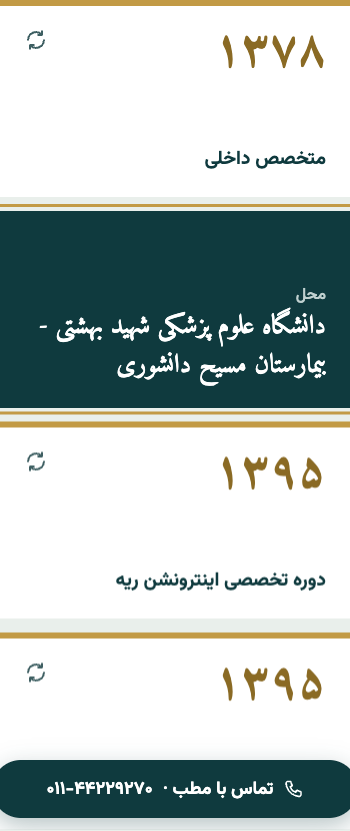 ۱۳۷۸
متخصص داخلی
محل
دانشگاه علوم پزشکی شهید بهشتی -
بیمارستان مسیح دانشوری
۱۳۹۵
دوره تخصصی اینترونشن ریه
۱۳۹۵
تماس با مطب · ۰۱۱-۴۴۲۲۹۲۷۰